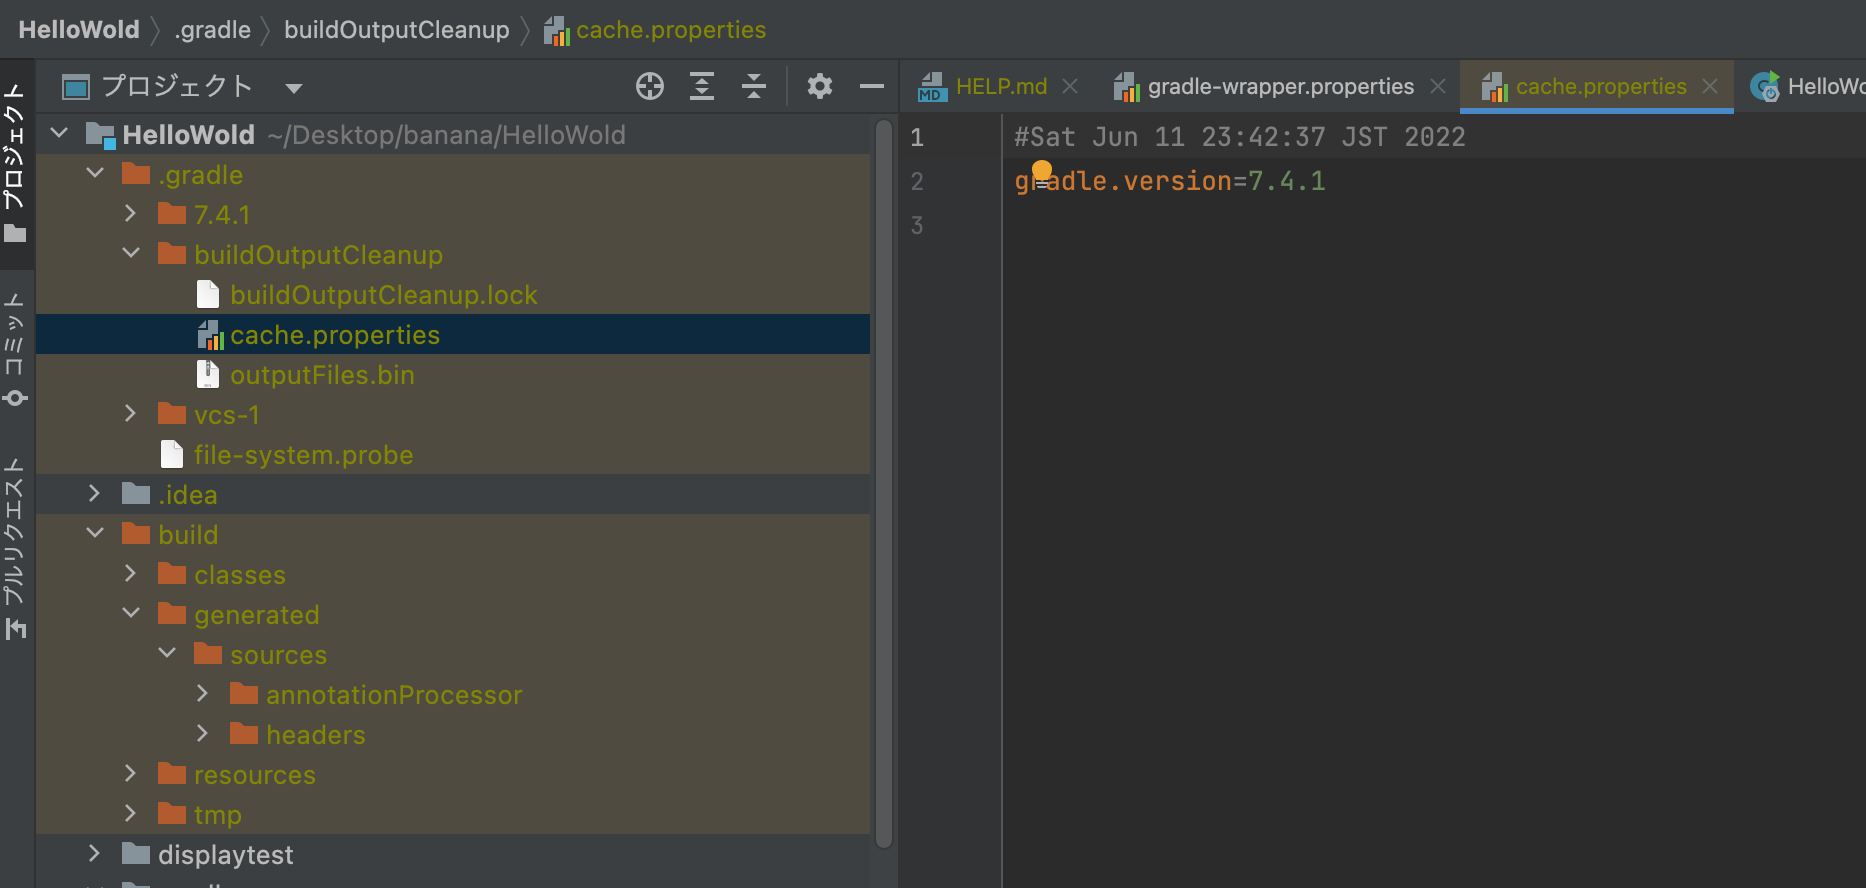 HelloWold
.gradle
buildOutputCleanup
cache.properties
プロジェクト
コミット
プルリクエスト
プロジェクト
HelloWold ~/Desktop/banana/HelloWold
.gradle
7.4.1
buildOutputCleanup
buildOutputCleanup.lock
cache.properties
outputFiles.bin
vcs-1
file-system.probe
.idea
build
classes
generated
sources
annotationProcessor
headers
resources
tmp
displaytest
MD HELP.md
gradle-wrapper.properties
cache.properties
1 #Sat Jun 11 23:42:37 JST 2022
2 gradle.version=7.4.1
3